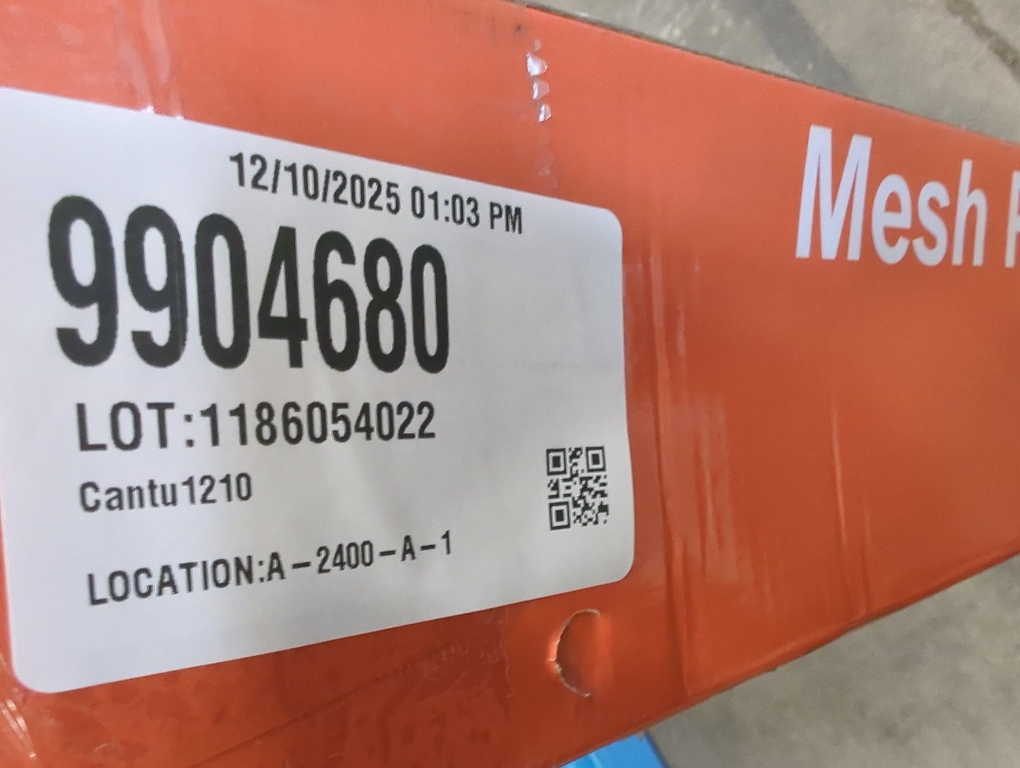 12/10/2025 01:03 PM
9904680
LOT:1186054022
Cantu1210
LOCATION:A-2400-A-1
Mesh